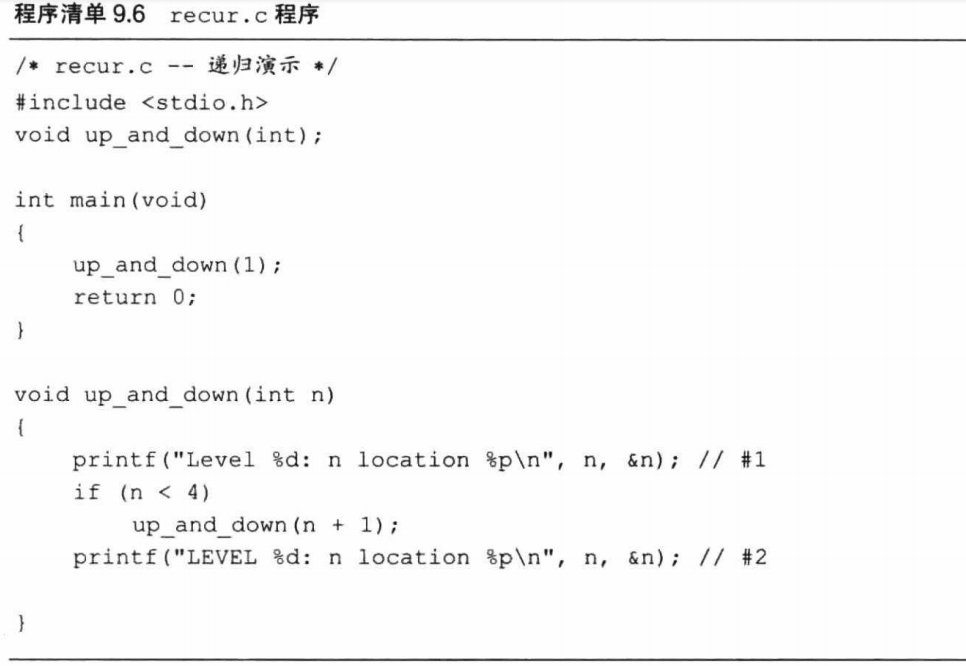 程序清单 9.6 recur.c 程序
/* recur.c -- 递归演示 */
#include <stdio.h>
void up_and_down(int);
int main(void)
{
    up_and_down(1);
    return 0;
}
void up_and_down(int n)
{
    printf("Level %d: n location %p\n", n, &n); // #1
    if (n < 4)
        up_and_down(n + 1);
    printf("LEVEL %d: n location %p\n", n, &n); // #2
}